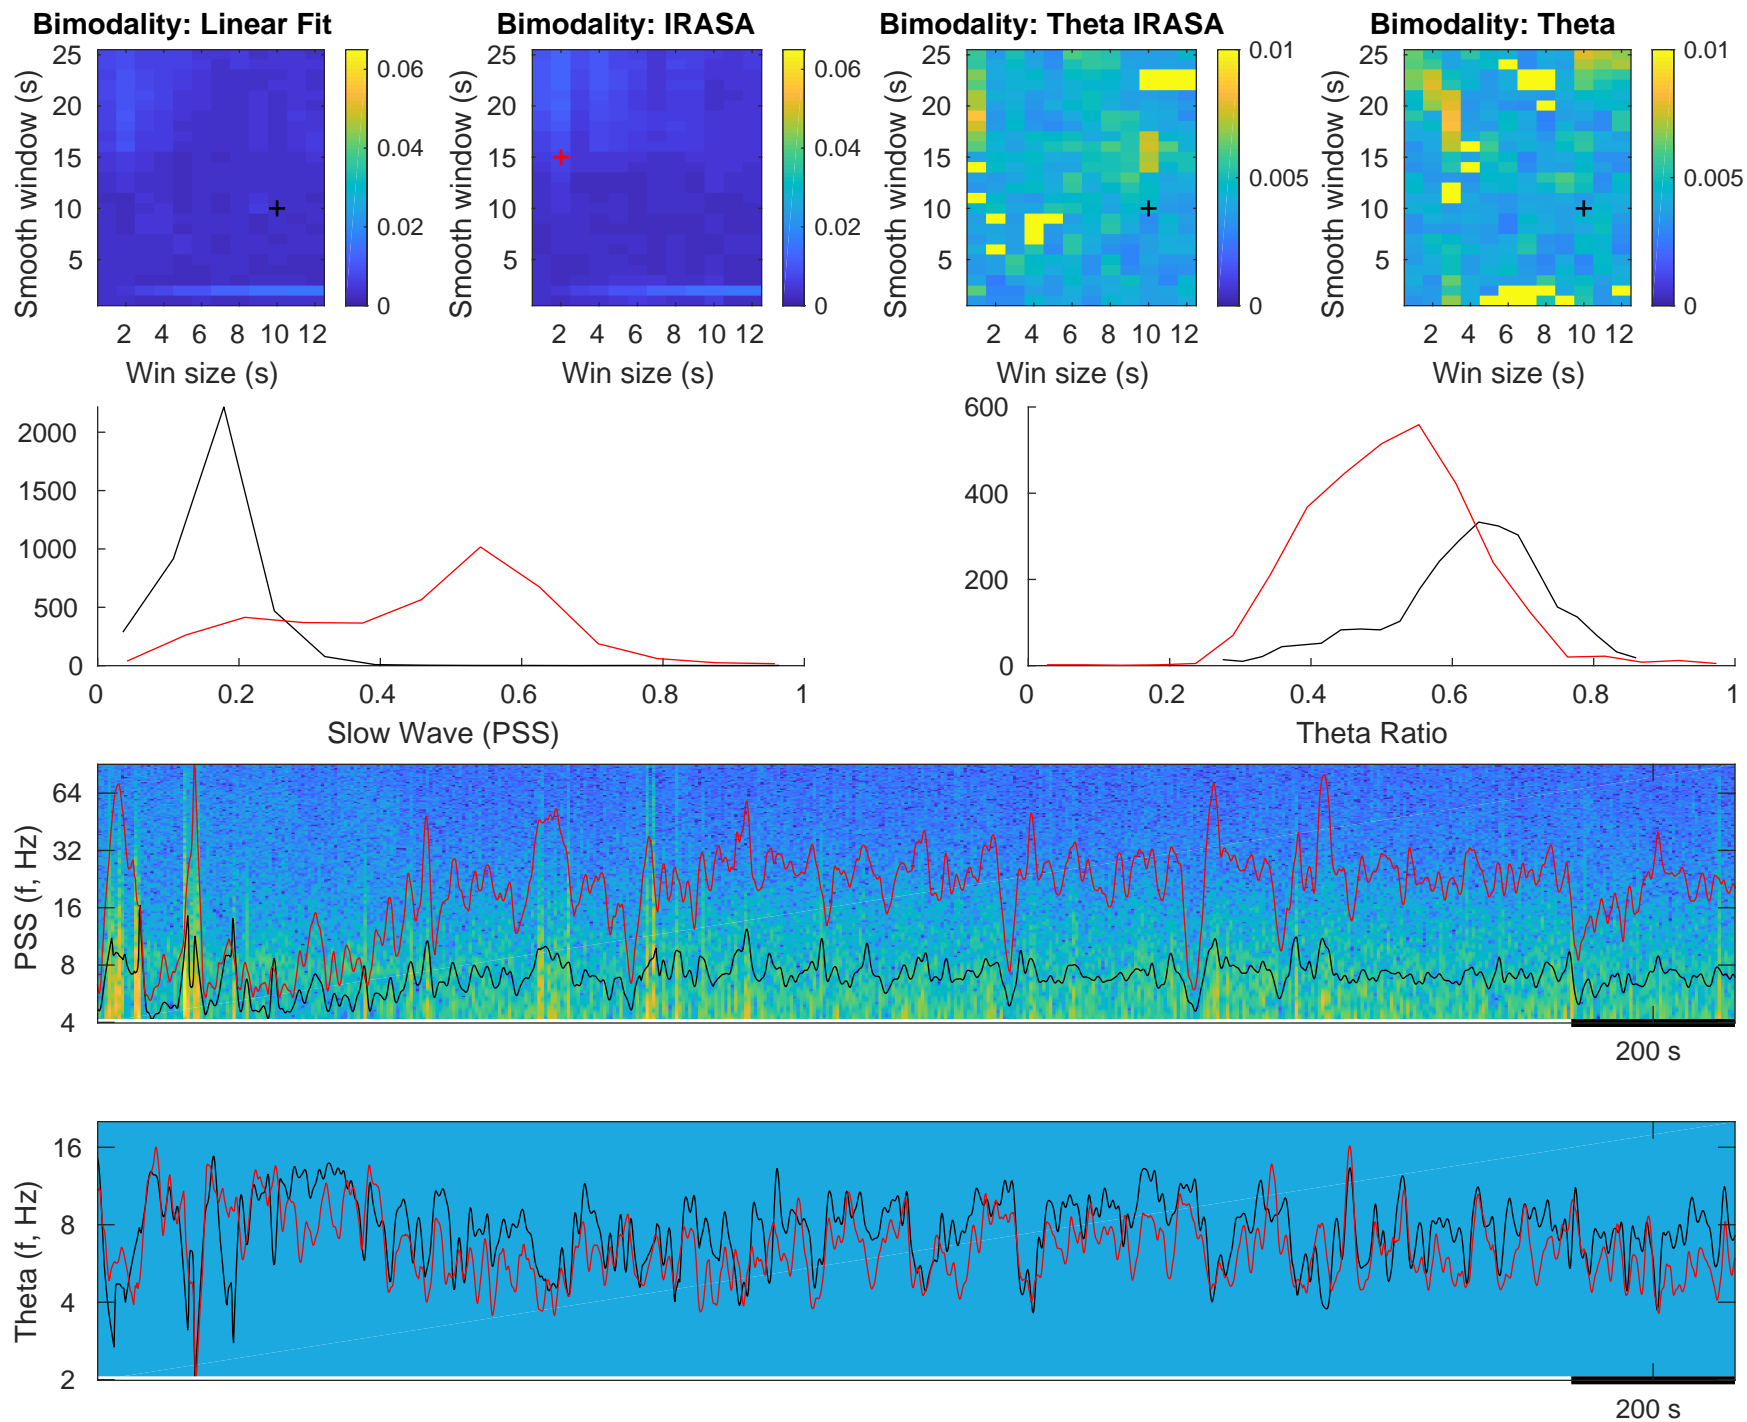 Bimodality: Linear Fit
Bimodality: IRASA
Bimodality: Theta IRASA
Bimodality: Theta
Smooth window (s)
25
20
15
10
5
2 4 6 8 10 12
Win size (s)
0.06
0.04
0.02
0
Smooth window (s)
25
20
15
10
5
2 4 6 8 10 12
Win size (s)
0.06
0.04
0.02
0
Smooth window (s)
25
20
15
10
5
2 4 6 8 10 12
Win size (s)
0.01
0.005
0
Smooth window (s)
25
20
15
10
5
2 4 6 8 10 12
Win size (s)
0.01
0.005
0
2000
1500
1000
500
0
0 0.2 0.4 0.6 0.8 1
Slow Wave (PSS)
600
400
200
0
0 0.2 0.4 0.6 0.8 1
Theta Ratio
PSS (f, Hz)
64
32
16
8
4
200 s
Theta (f, Hz)
16
8
4
2
200 s